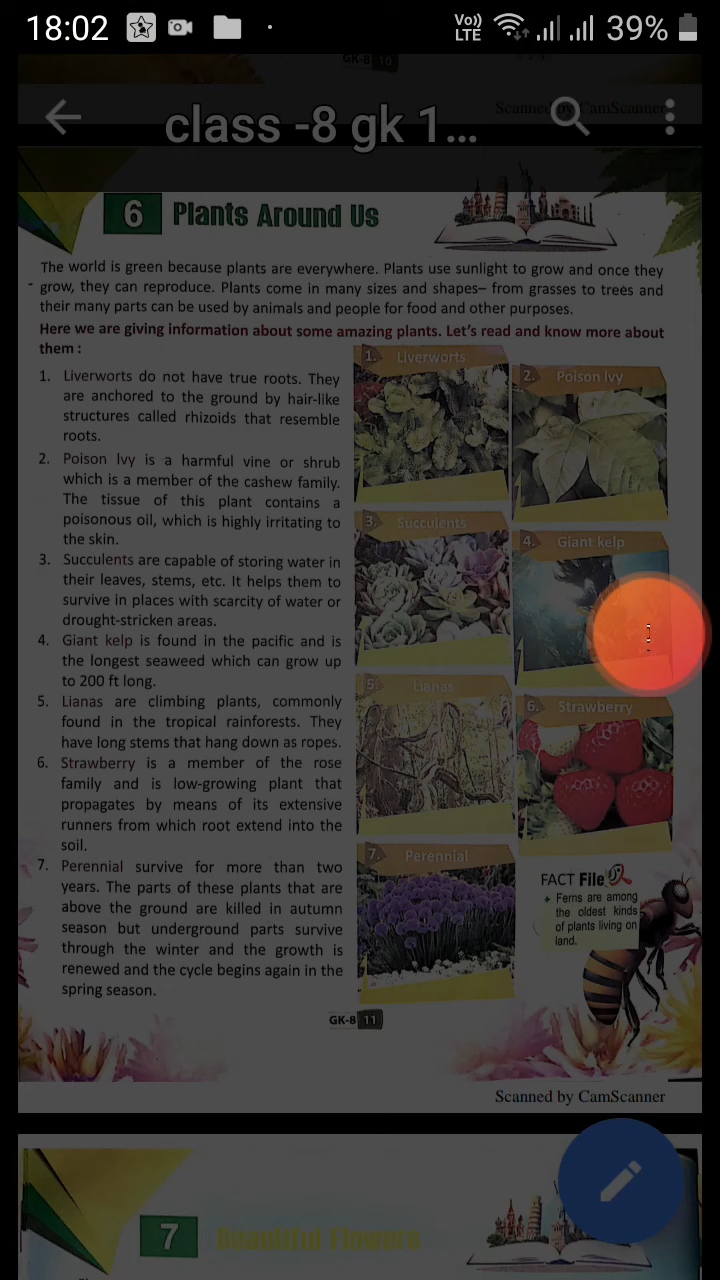 18:02
Vo))
LTE
39%
GK-8 10
Scanned by CamScanner
class -8 gk 1...
6 Plants Around Us
The world is green because plants are everywhere. Plants use sunlight to grow and once they
grow, they can reproduce. Plants come in many sizes and shapes– from grasses to trees and
their many parts can be used by animals and people for food and other purposes.
Here we are giving information about some amazing plants. Let's read and know more about
them :
1. Liverworts do not have true roots. They
are anchored to the ground by hair-like
structures called rhizoids that resemble
roots.
2. Poison Ivy is a harmful vine or shrub
which is a member of the cashew family.
The tissue of this plant contains a
poisonous oil, which is highly irritating to
the skin.
3. Succulents are capable of storing water in
their leaves, stems, etc. It helps them to
survive in places with scarcity of water or
drought-stricken areas.
4. Giant kelp is found in the pacific and is
the longest seaweed which can grow up
to 200 ft long.
5. Lianas are climbing plants, commonly
found in the tropical rainforests. They
have long stems that hang down as ropes.
6. Strawberry is a member of the rose
family and is low-growing plant that
propagates by means of its extensive
runners from which root extend into the
soil.
7. Perennial survive for more than two
years. The parts of these plants that are
above the ground are killed in autumn
season but underground parts survive
through the winter and the growth is
renewed and the cycle begins again in the
spring season.
1. Liverworts
2. Poison Ivy
3. Succulents
4. Giant kelp
5. Lianas
6. Strawberry
7. Perennial
FACT File
Ferns are among
the oldest kinds
of plants living on
land.
GK-8 11
Scanned by CamScanner
7 Beautiful Flowers